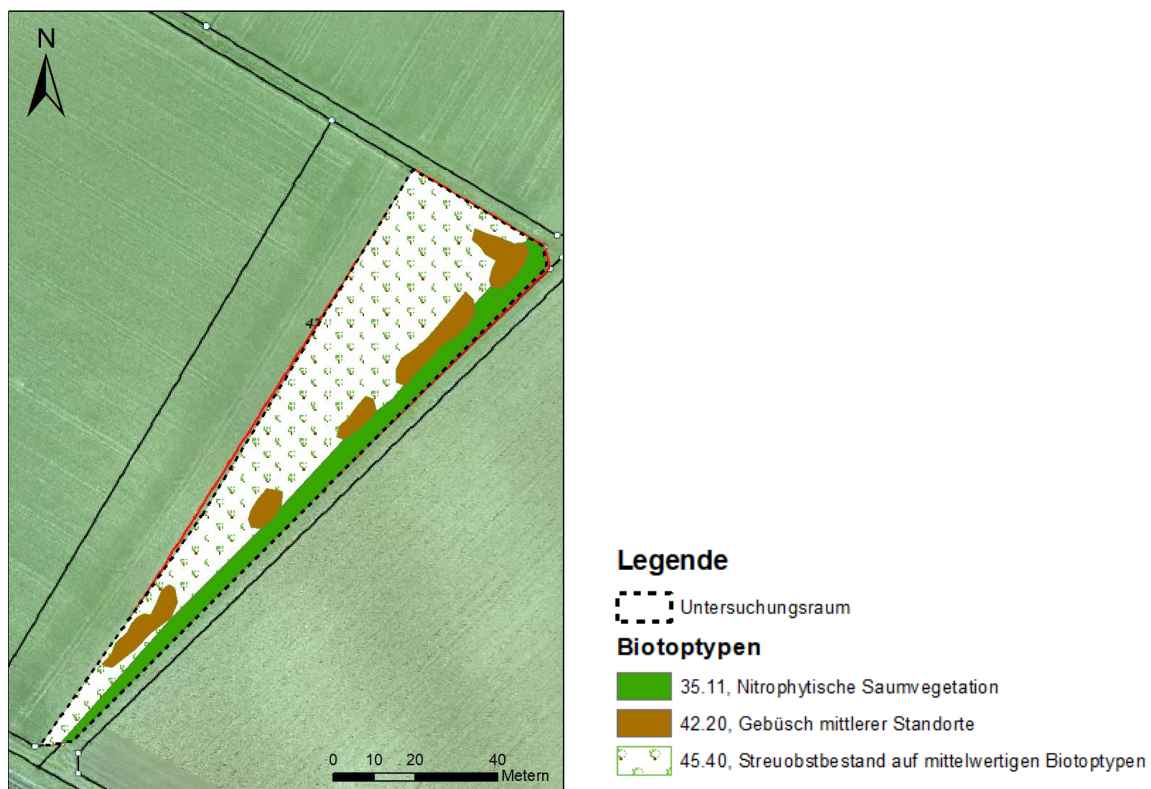 N
0 10 20 40
Metern
Legende
Untersuchungsraum
Biotoptypen
35.11, Nitrophytische Saumvegetation
42.20, Gebüsch mittlerer Standorte
45.40, Streuobstbestand auf mittelwertigen Biotoptypen